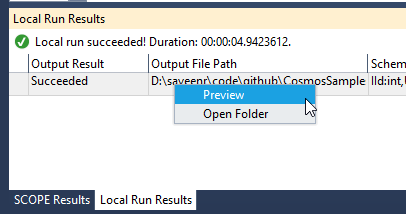 Local Run Results
Local run succeeded! Duration: 00:00:04.9423612.
Output Result Output File Path Schem
Succeeded D:\saveenr\code\github\CosmosSample IId:int,
Preview
Open Folder
SCOPE Results Local Run Results